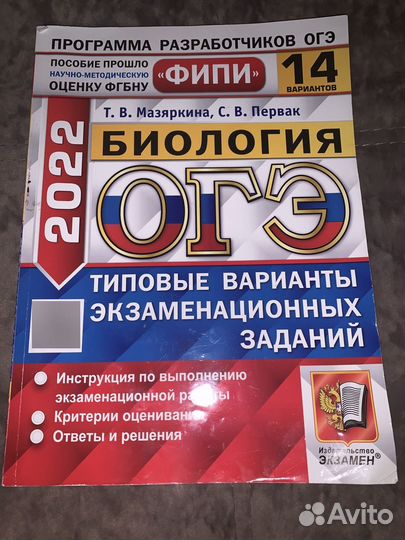 ПРОГРАММА РАЗРАБОТЧИКОВ ОГЭ
ПОСОБИЕ ПРОШЛО
НАУЧНО-МЕТОДИЧЕСКУЮ
ОЦЕНКУ ФГБНУ
«ФИПИ»
14
ВАРИАНТОВ
Т. В. Мазяркина, С. В. Первак
2022
БИОЛОГИЯ
ОГЭ
ТИПОВЫЕ ВАРИАНТЫ
ЭКЗАМЕНАЦИОННЫХ
ЗАДАНИЙ
Инструкция по выполнению
экзаменационной работы
Критерии оценивания
Ответы и решения
Издательство
ЭКЗАМЕН®
Avito